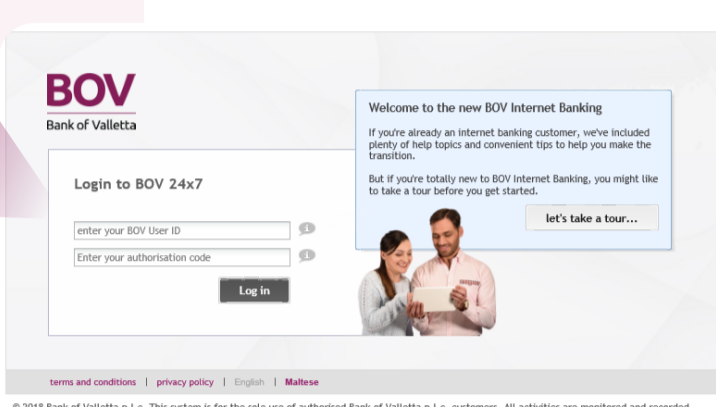 BOV
Bank of Valletta
Welcome to the new BOV Internet Banking
If you're already an internet banking customer, we've included
plenty of help topics and convenient tips to help you make the
transition.
But if you're totally new to BOV Internet Banking, you might like
to take a tour before you get started.
let's take a tour...
Login to BOV 24x7
enter your BOV User ID
Enter your authorisation code
Log in
terms and conditions | privacy policy | English | Maltese
© 2018 Bank of Valletta p.l.c. This system is for the sole use of authorised Bank of Valletta p.l.c. customers. All activities are monitored and recorded